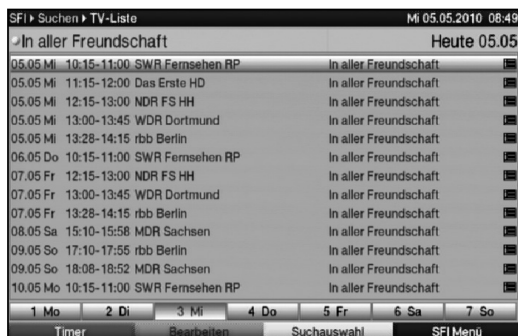 SFI▸Suchen▸TV-Liste Mi 05.05.2010 08:49
In aller Freundschaft Heute 05.05
05.05 Mi 10:15-11:00 SWR Fernsehen RP In aller Freundschaft
05.05 Mi 11:15-12:00 Das Erste HD In aller Freundschaft
05.05 Mi 12:15-13:00 NDR FS HH In aller Freundschaft
05.05 Mi 13:00-13:45 WDR Dortmund In aller Freundschaft
05.05 Mi 13:28-14:15 rbb Berlin In aller Freundschaft
06.05 Do 10:15-11:00 SWR Fernsehen RP In aller Freundschaft
07.05 Fr 12:15-13:00 NDR FS HH In aller Freundschaft
07.05 Fr 13:00-13:45 WDR Dortmund In aller Freundschaft
07.05 Fr 13:28-14:15 rbb Berlin In aller Freundschaft
08.05 Sa 15:10-15:58 MDR Sachsen In aller Freundschaft
09.05 So 17:10-17:55 rbb Berlin In aller Freundschaft
09.05 So 18:08-18:52 MDR Sachsen In aller Freundschaft
10.05 Mo 10:15-11:00 SWR Fernsehen RP In aller Freundschaft
1 Mo 2 Di 3 Mi 4 Do 5 Fr 6 Sa 7 So
Timer Bearbeiten Suchauswahl SFI Menü